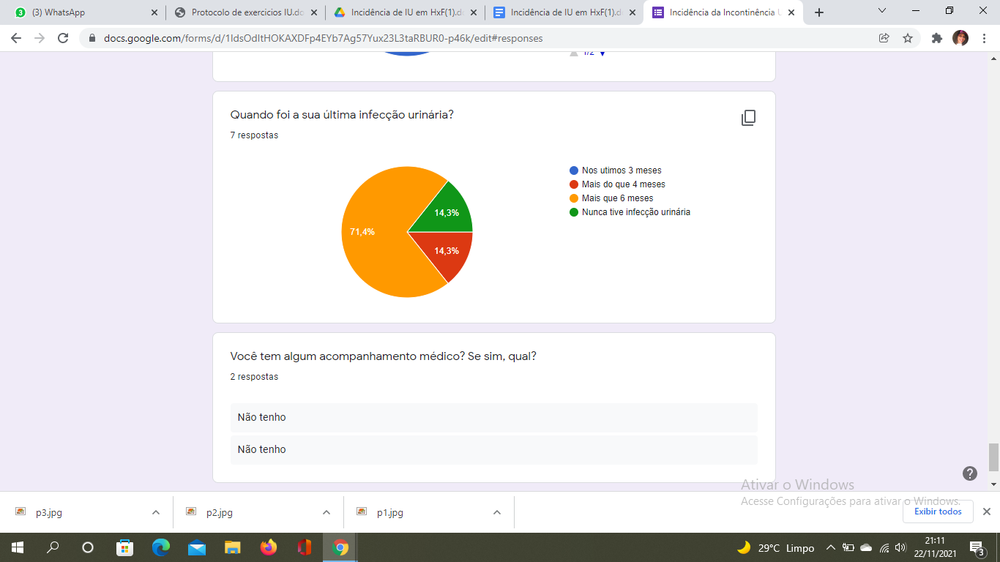 (3) WhatsApp
Protocolo de exercicios IU.do
Incidência de IU em HxF(1).d
Incidência de IU em HxF(1).d
Incidência da Incontinência
docs.google.com/forms/d/1IdsOdItHOKAXDFp4EYb7Ag57Yux23L3taRBUR0-p46k/edit#responses
1/2
Quando foi a sua última infecção urinária?
7 respostas
Nos utimos 3 meses
Mais do que 4 meses
Mais que 6 meses
Nunca tive infecção urinária
14,3%
71,4%
14,3%
Você tem algum acompanhamento médico? Se sim, qual?
2 respostas
Não tenho
Não tenho
Ativar o Windows
Acesse Configurações para ativar o Windows.
p3.jpg
p2.jpg
p1.jpg
Exibir todos
29°C Limpo
21:11
22/11/2021
3